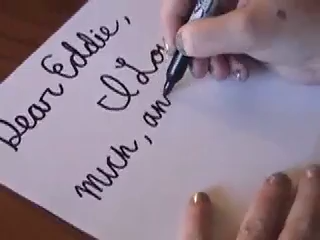 Dear Eddie,
I Lo
much, an